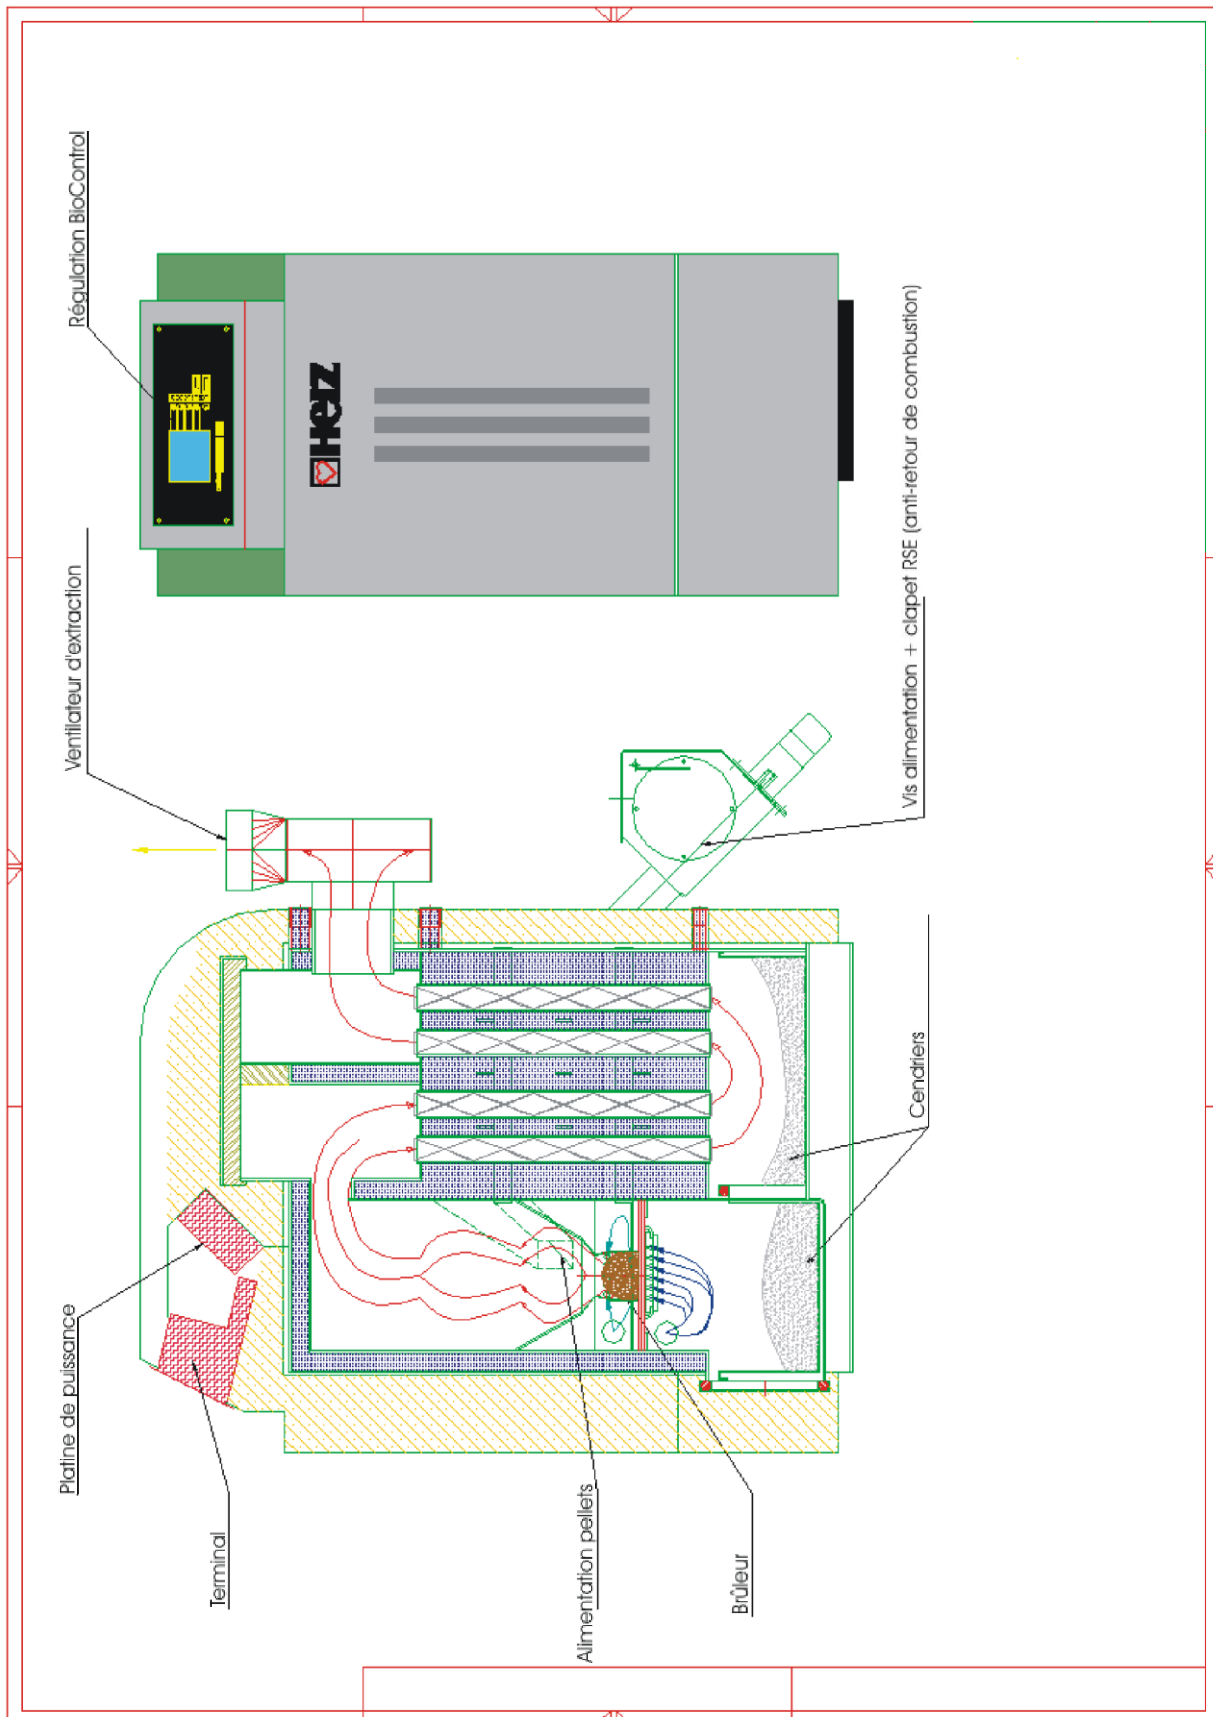 Platine de puissance
Terminal
Alimentation pellets
Brûleur
Ventilateur d'extraction
Régulation BioControl
HERZ
Vis alimentation + clapet RSE (anti-retour de combustion)
Cendriers